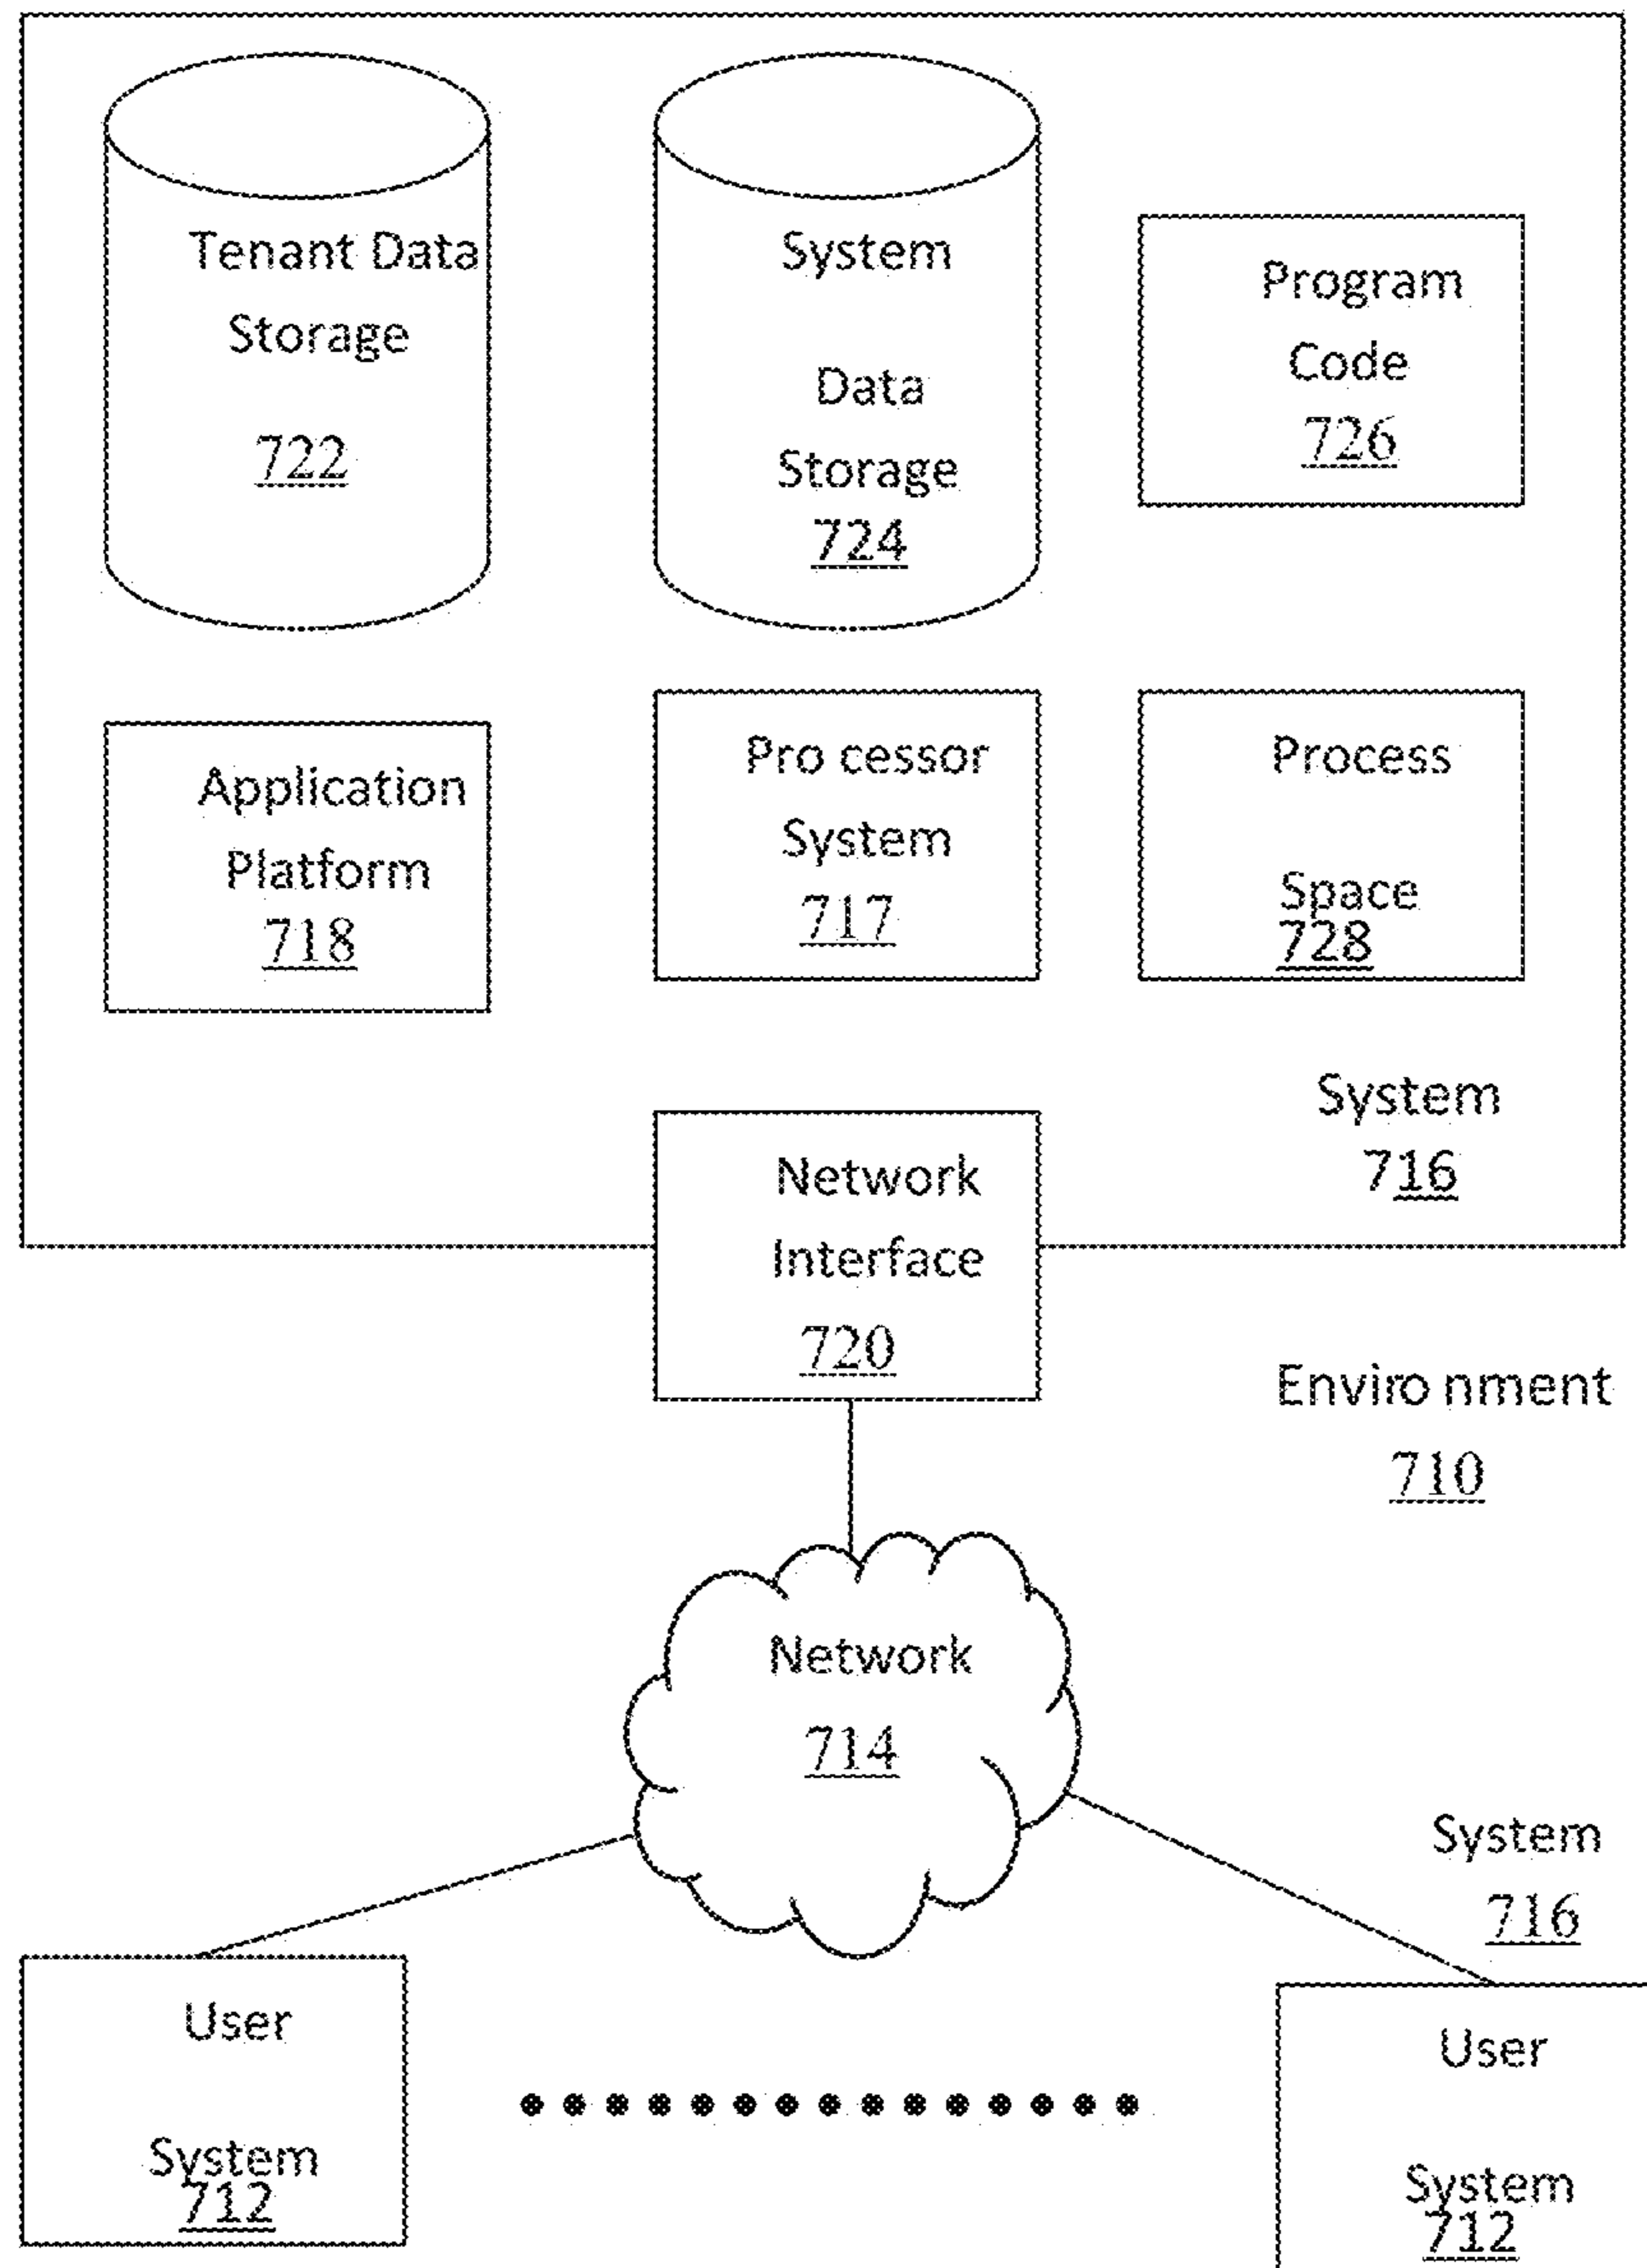 Tenant Data
Storage
722
System
Data
Storage
724
Program
Code
726
Application
Platform
718
Pro cessor
System
717
Process
Space
728
System
716
Network
Interface
720
Enviro nment
710
Network
714
System
716
User
System
712
User
System
712